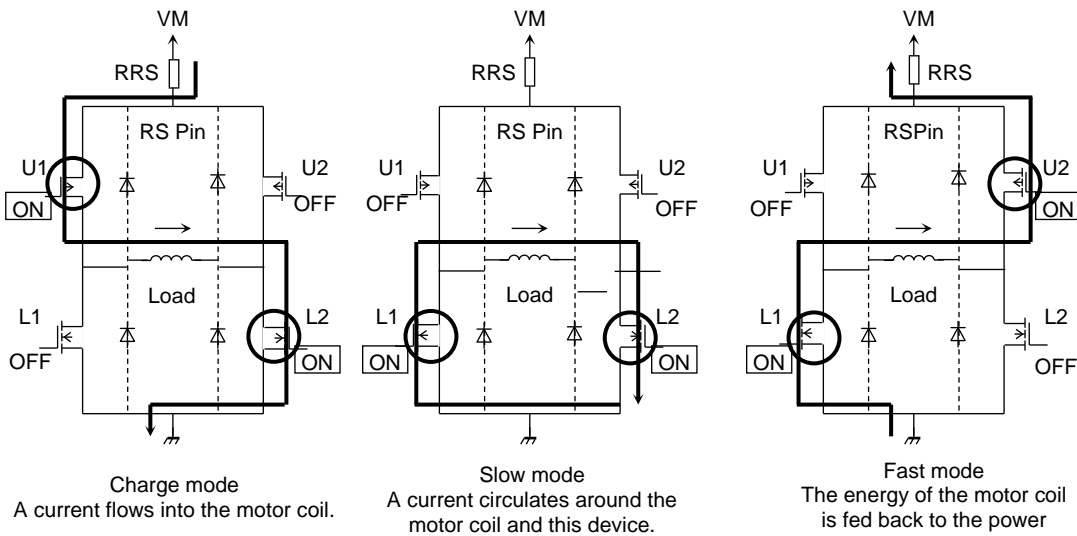 VM
RRS
RS Pin
U1
U2
ON
OFF
Load
L1
L2
OFF
ON
Charge mode
A current flows into the motor coil.
VM
RRS
RS Pin
U1
U2
OFF
OFF
Load
L1
L2
ON
ON
Slow mode
A current circulates around the
motor coil and this device.
VM
RRS
RSPin
U1
U2
OFF
ON
Load
L1
L2
ON
OFF
Fast mode
The energy of the motor coil
is fed back to the power